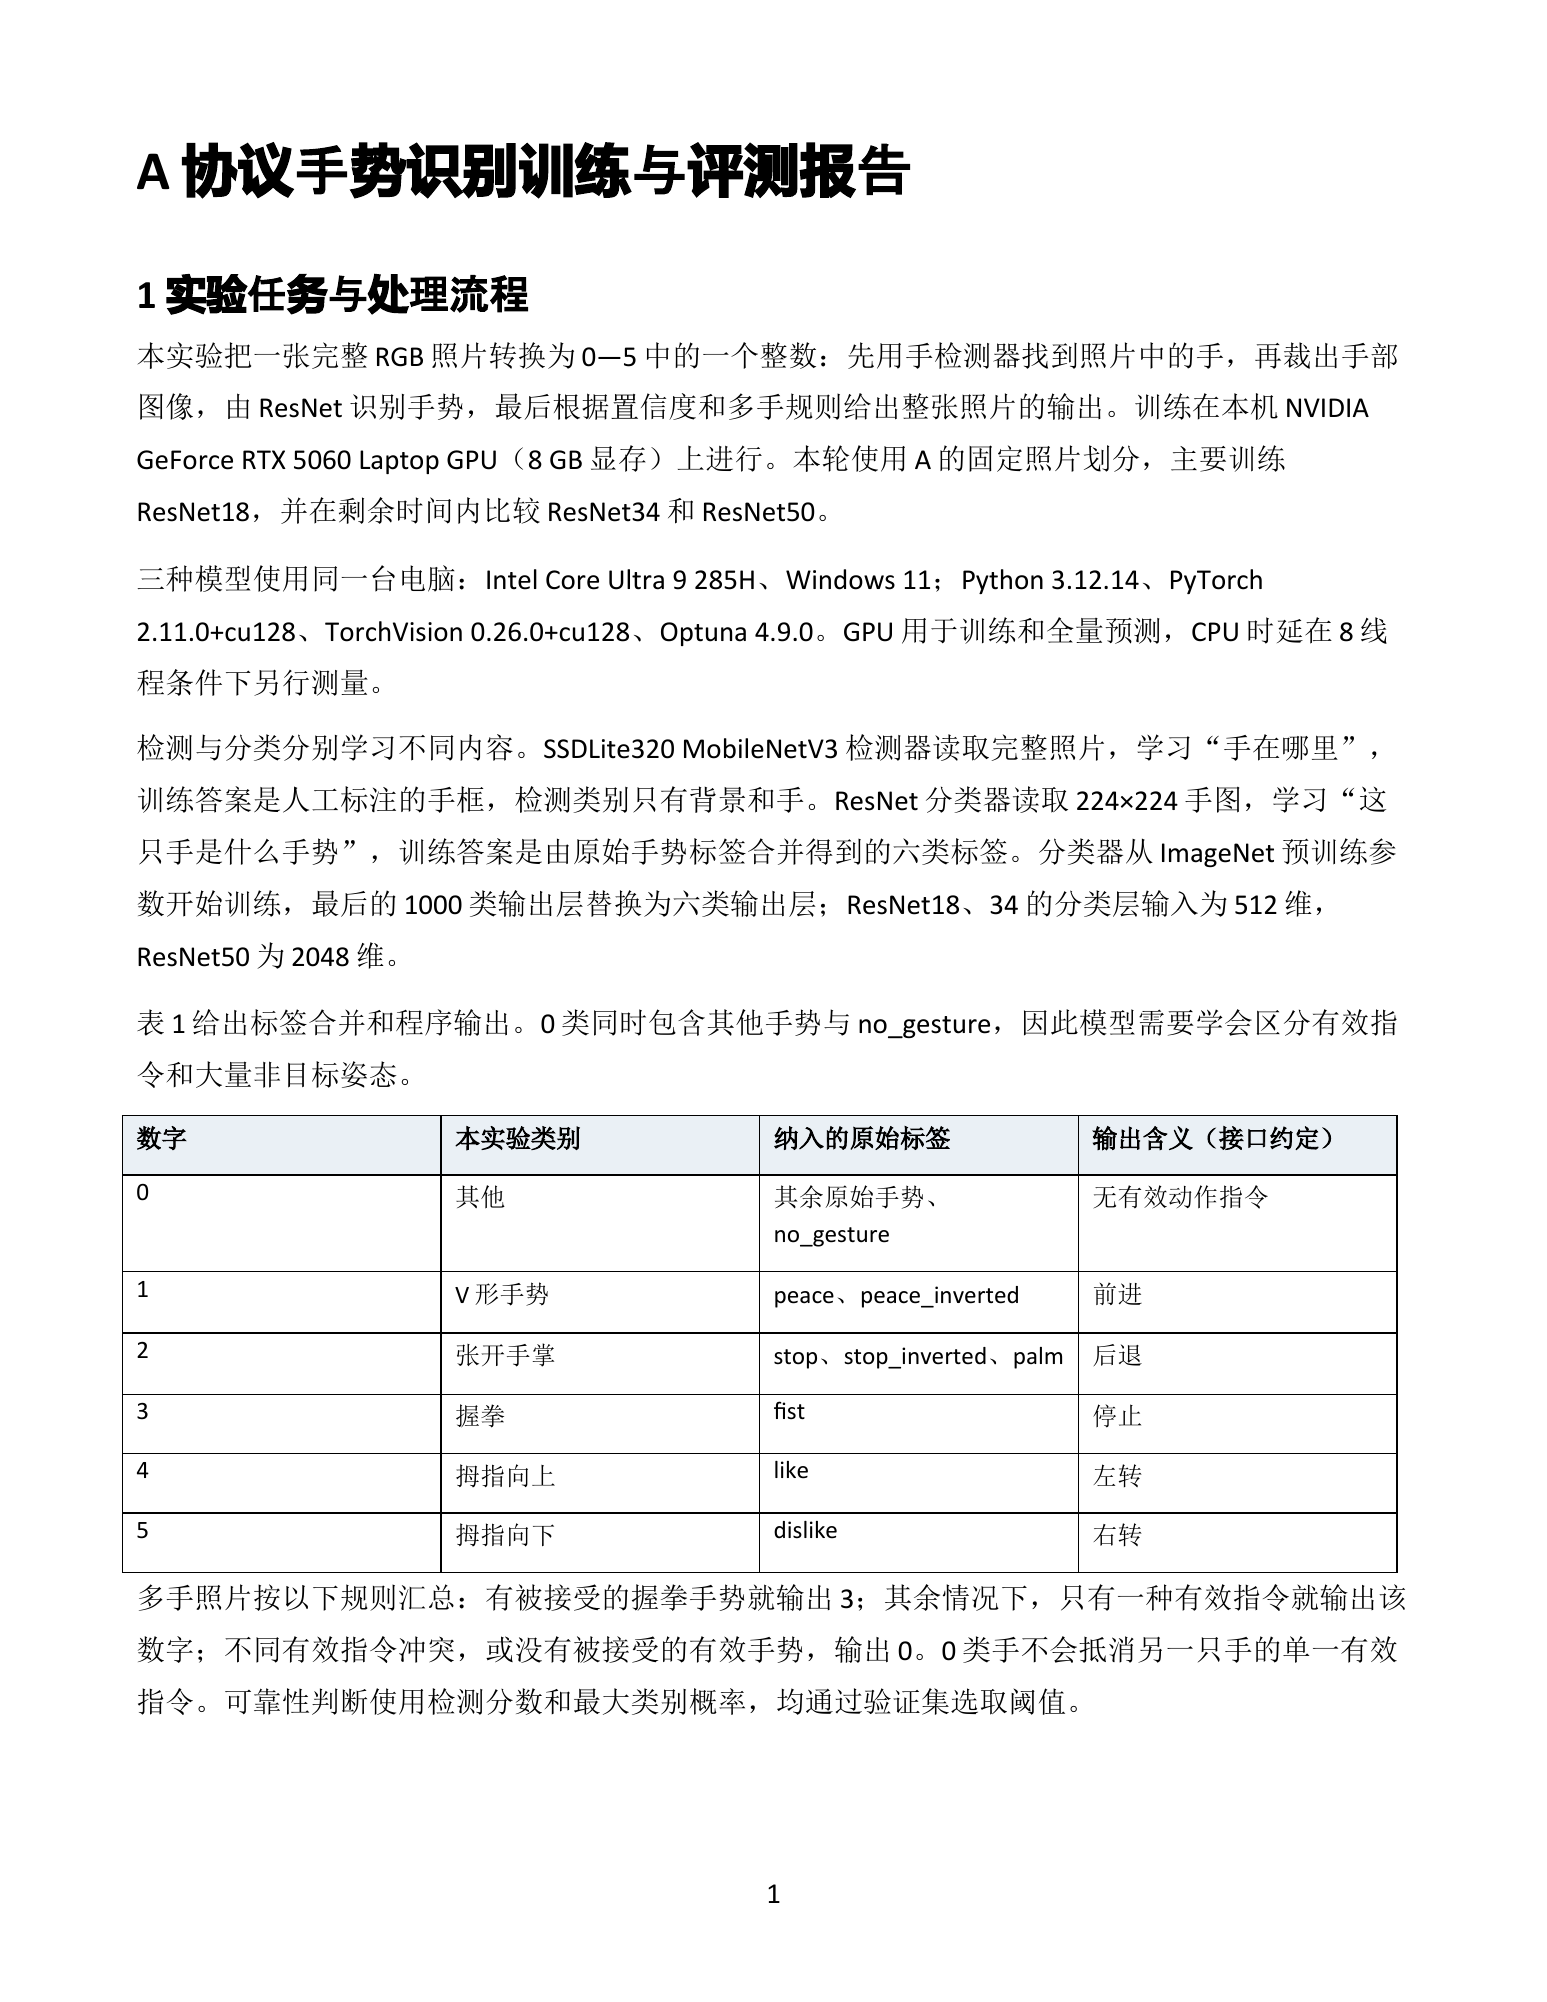 A 协议手势识别训练与评测报告
1 实验任务与处理流程
本实验把一张完整 RGB 照片转换为 0—5 中的一个整数：先用手检测器找到照片中的手，再裁出手部
图像，由 ResNet 识别手势，最后根据置信度和多手规则给出整张照片的输出。训练在本机 NVIDIA
GeForce RTX 5060 Laptop GPU（8 GB 显存）上进行。本轮使用 A 的固定照片划分，主要训练
ResNet18，并在剩余时间内比较 ResNet34 和 ResNet50。
三种模型使用同一台电脑：Intel Core Ultra 9 285H、Windows 11；Python 3.12.14、PyTorch
2.11.0+cu128、TorchVision 0.26.0+cu128、Optuna 4.9.0。GPU 用于训练和全量预测，CPU 时延在 8 线
程条件下另行测量。
检测与分类分别学习不同内容。SSDLite320 MobileNetV3 检测器读取完整照片，学习“手在哪里”，
训练答案是人工标注的手框，检测类别只有背景和手。ResNet 分类器读取 224×224 手图，学习“这
只手是什么手势”，训练答案是由原始手势标签合并得到的六类标签。分类器从 ImageNet 预训练参
数开始训练，最后的 1000 类输出层替换为六类输出层；ResNet18、34 的分类层输入为 512 维，
ResNet50 为 2048 维。
表 1 给出标签合并和程序输出。0 类同时包含其他手势与 no_gesture，因此模型需要学会区分有效指
令和大量非目标姿态。
数字 本实验类别 纳入的原始标签 输出含义（接口约定）
0 其他 其余原始手势、 无有效动作指令
no_gesture
1 V 形手势 peace、peace_inverted 前进
2 张开手掌 stop、stop_inverted、palm 后退
3 握拳 fist 停止
4 拇指向上 like 左转
5 拇指向下 dislike 右转
多手照片按以下规则汇总：有被接受的握拳手势就输出 3；其余情况下，只有一种有效指令就输出该
数字；不同有效指令冲突，或没有被接受的有效手势，输出 0。0 类手不会抵消另一只手的单一有效
指令。可靠性判断使用检测分数和最大类别概率，均通过验证集选取阈值。
1